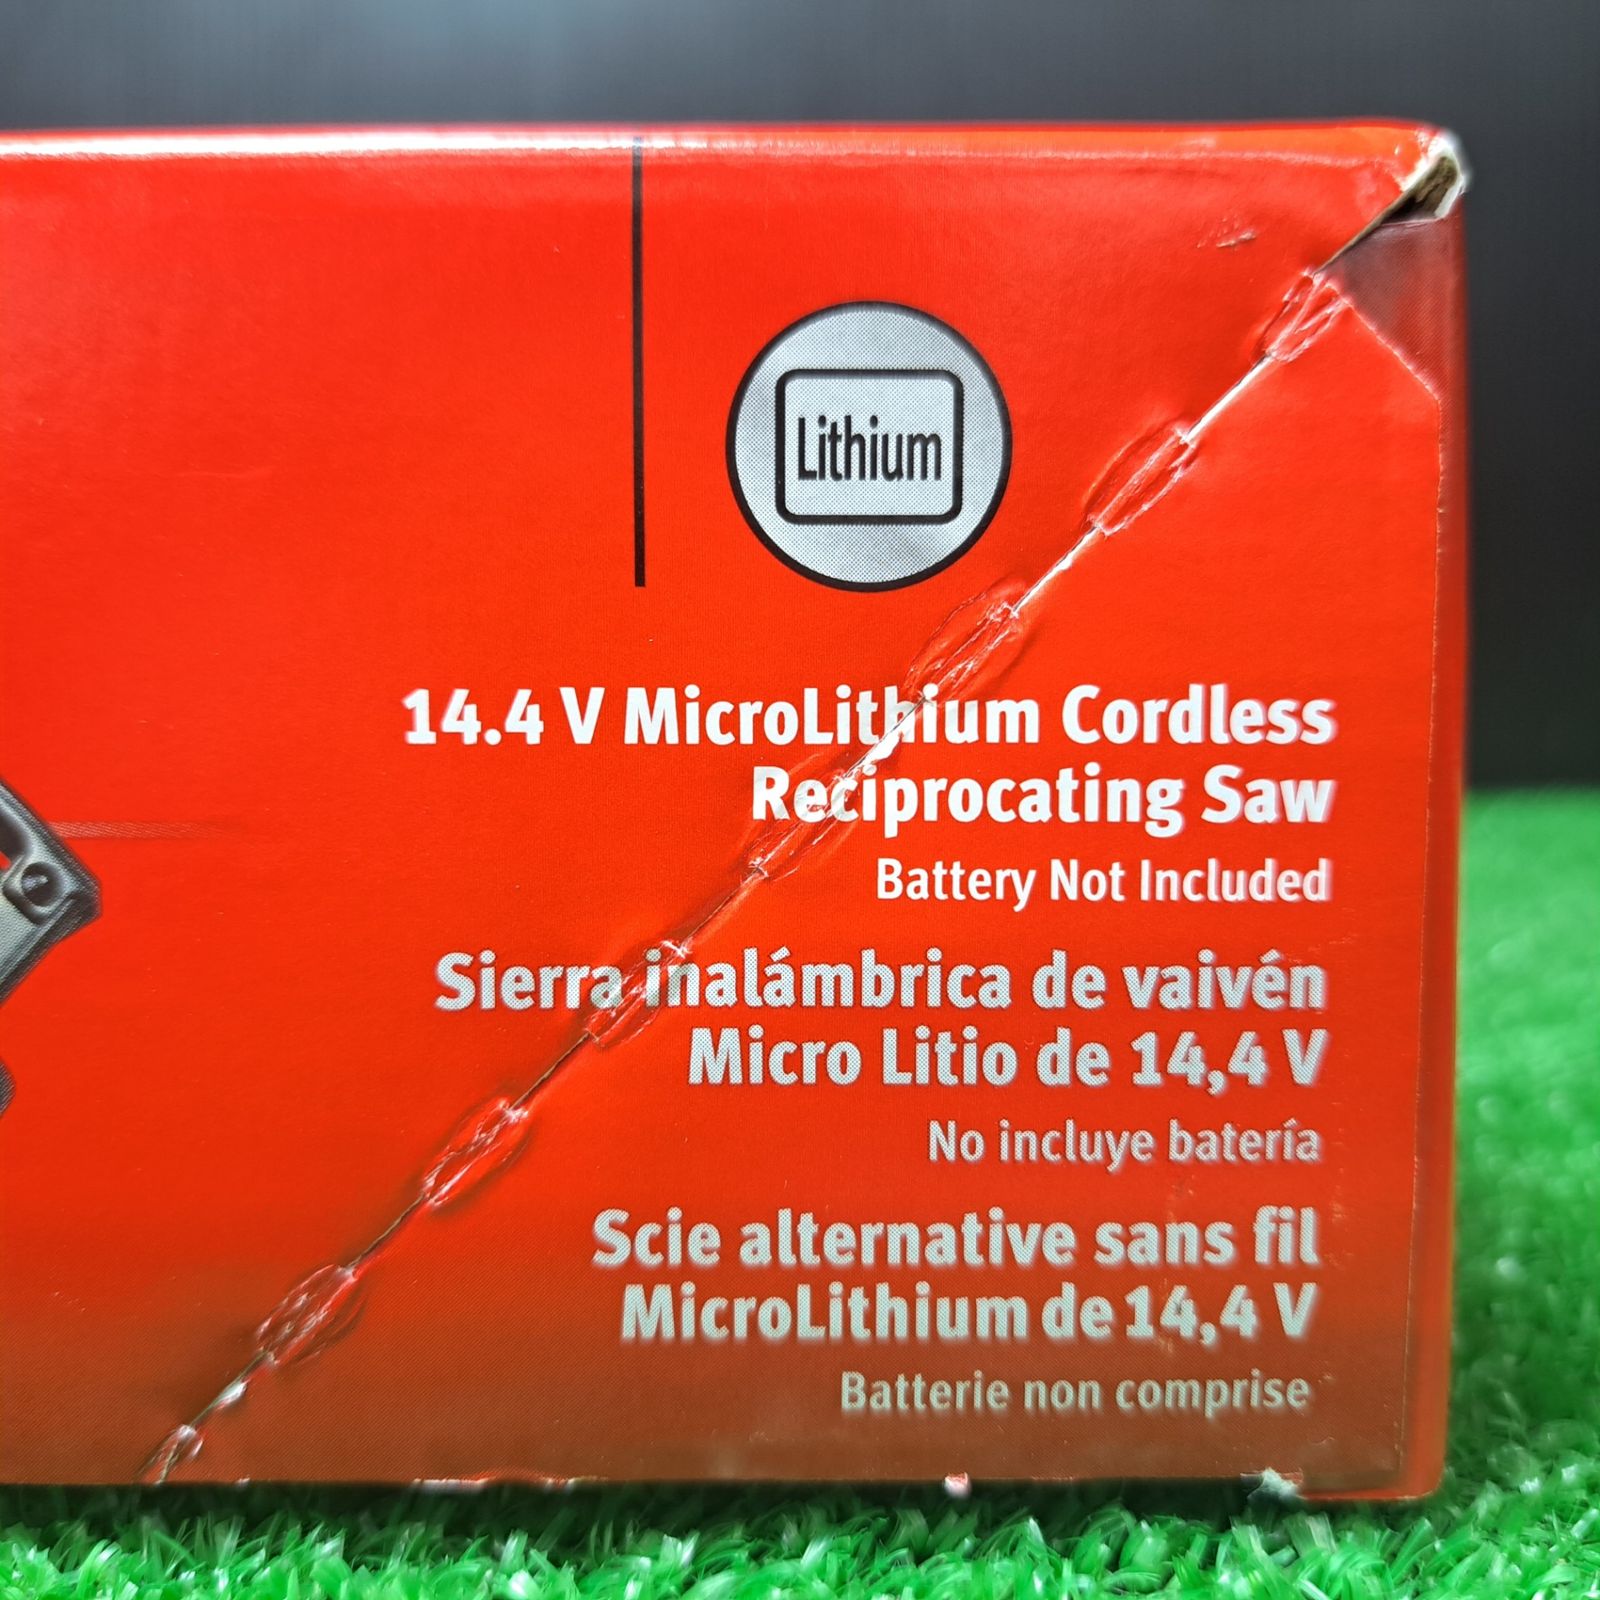 Lithium
14.4 V MicroLithium Cordless
Reciprocating Saw
Battery Not Included
Sierra inalámbrica de vaivén
Micro Litio de 14,4 V
No incluye batería
Scie alternative sans fil
MicroLithium de 14,4 V
Batterie non comprise